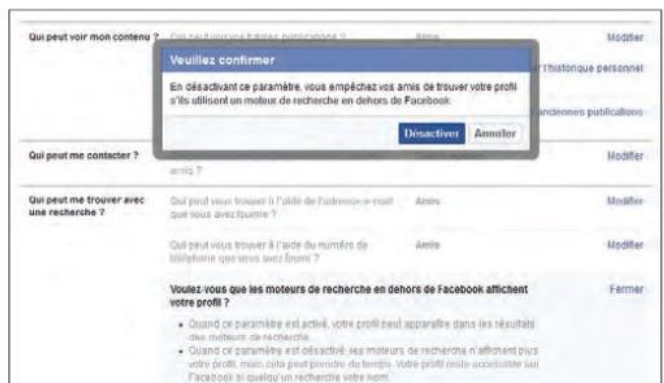 Qui peut voir mon contenu ? Qui peut voir vos futures publications ? Amis Modifier
Veuillez confirmer
l'historique personnel
En désactivant ce paramètre, vous empêchez vos amis de trouver votre profil
s'ils utilisent un moteur de recherche en dehors de Facebook.
anciennes publications
Désactiver Annuler
Qui peut me contacter ? Modifier
amis ?
Qui peut me trouver avec Qui peut vous trouver à l'aide de l'adresse e-mail Amis Modifier
une recherche ? que vous avez fournie ?
Qui peut vous trouver à l'aide du numéro de Amis Modifier
téléphone que vous avez fourni ?
Voulez-vous que les moteurs de recherche en dehors de Facebook affichent Fermer
votre profil ?
• Quand ce paramètre est activé, votre profil peut apparaître dans les résultats
des moteurs de recherche.
• Quand ce paramètre est désactivé, les moteurs de recherche n'affichent plus
votre profil, mais cela peut prendre du temps. Votre profil reste accessible sur
Facebook si quelqu'un recherche votre nom.